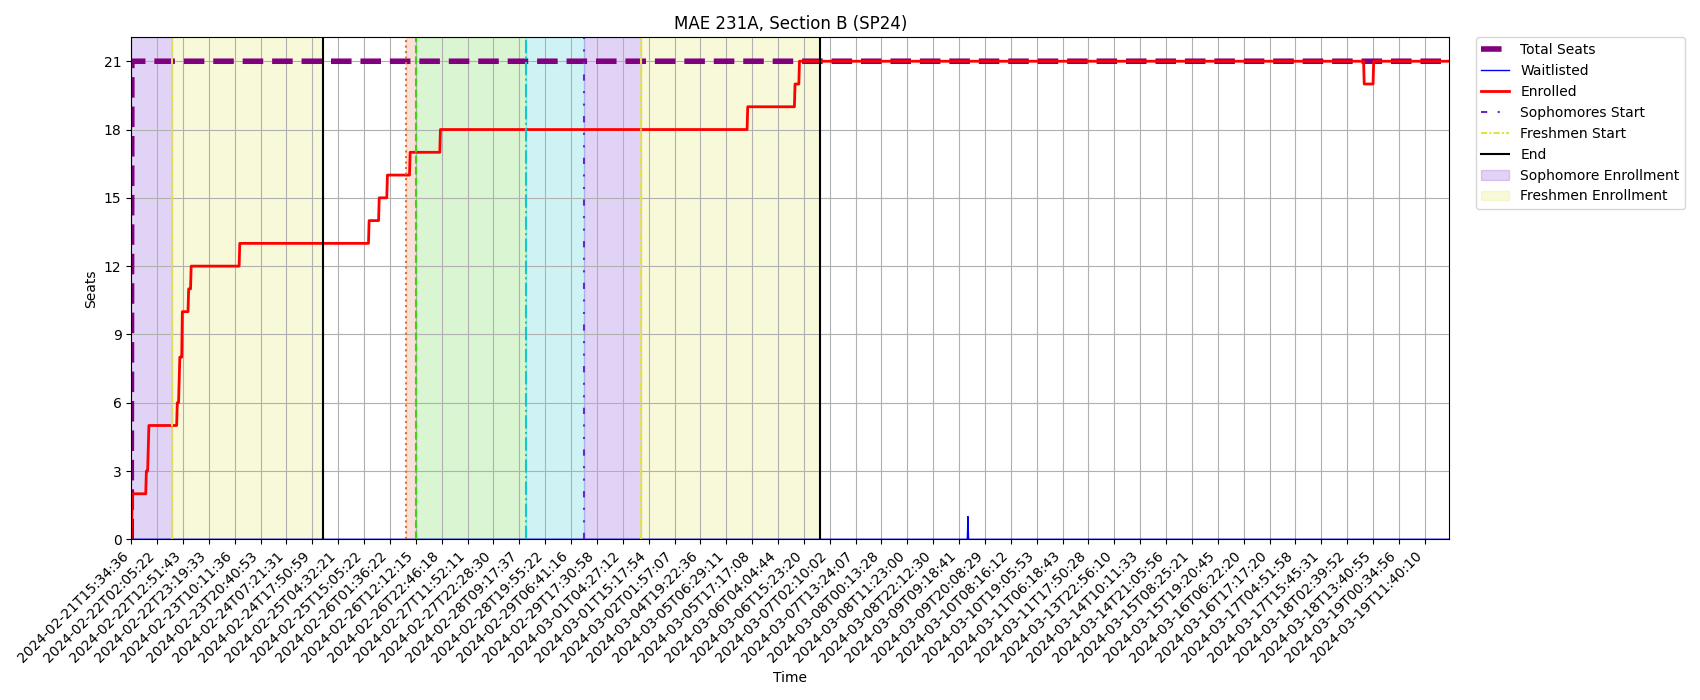 MAE 231A, Section B (SP24)
Total Seats
Waitlisted
Enrolled
Sophomores Start
Freshmen Start
End
Sophomore Enrollment
Freshmen Enrollment
Seats
21
18
15
12
9
6
3
0
2024-02-21T15:34:36
2024-02-22T02:05:22
2024-02-22T12:51:43
2024-02-22T23:19:33
2024-02-23T10:11:36
2024-02-23T20:40:53
2024-02-24T07:21:31
2024-02-24T17:50:59
2024-02-25T04:32:21
2024-02-25T15:05:22
2024-02-26T01:36:22
2024-02-26T12:12:15
2024-02-26T22:46:18
2024-02-27T11:52:11
2024-02-27T22:28:30
2024-02-28T09:17:37
2024-02-28T19:55:22
2024-02-29T06:41:16
2024-02-29T17:30:58
2024-03-01T04:27:12
2024-03-01T15:17:54
2024-03-02T01:57:07
2024-03-04T19:22:36
2024-03-05T06:29:11
2024-03-05T17:17:08
2024-03-06T04:04:44
2024-03-06T15:23:20
2024-03-07T02:10:02
2024-03-07T13:24:07
2024-03-08T00:13:28
2024-03-08T11:23:00
2024-03-08T22:12:30
2024-03-09T09:18:41
2024-03-09T20:08:29
2024-03-10T08:16:12
2024-03-10T19:05:53
2024-03-11T06:18:43
2024-03-11T17:50:28
2024-03-13T22:56:10
2024-03-14T10:11:33
2024-03-14T21:05:56
2024-03-15T08:25:21
2024-03-15T19:20:45
2024-03-16T06:22:20
2024-03-16T17:17:20
2024-03-17T04:51:58
2024-03-17T15:45:31
2024-03-18T02:39:52
2024-03-18T13:40:55
2024-03-19T00:34:56
2024-03-19T11:40:10
Time